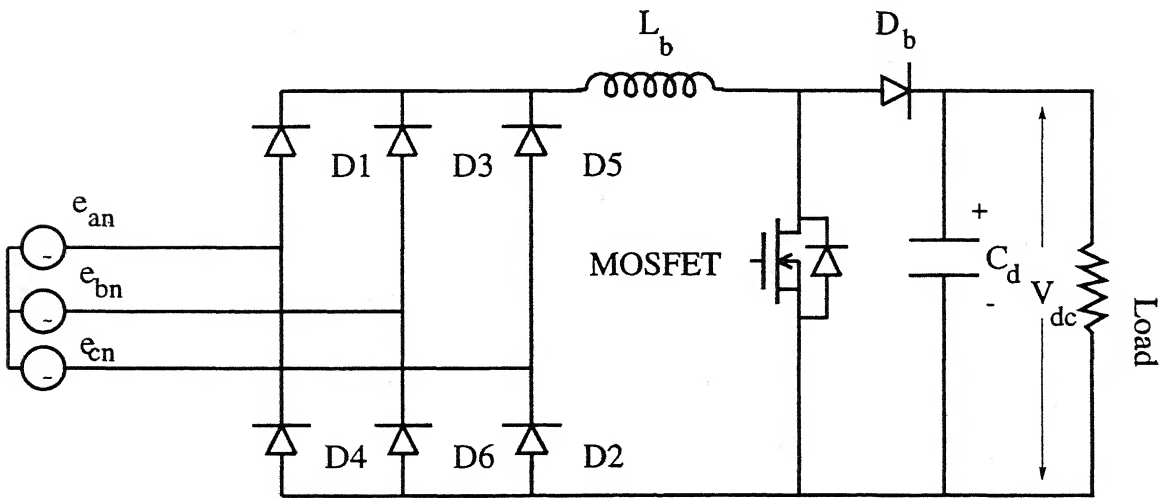 L_b
D_b
D1
D3
D5
e_an
e_bn
e_cn
MOSFET
+
C_d
-
V_dc
Load
D4
D6
D2